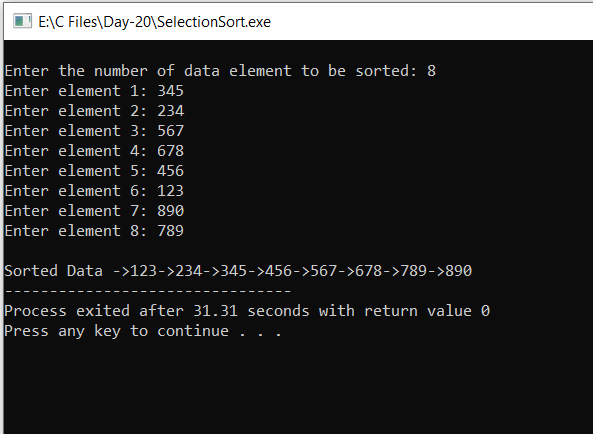 E:\C Files\Day-20\SelectionSort.exe
Enter the number of data element to be sorted: 8
Enter element 1: 345
Enter element 2: 234
Enter element 3: 567
Enter element 4: 678
Enter element 5: 456
Enter element 6: 123
Enter element 7: 890
Enter element 8: 789
Sorted Data ->123->234->345->456->567->678->789->890
--------------------------------
Process exited after 31.31 seconds with return value 0
Press any key to continue . . .